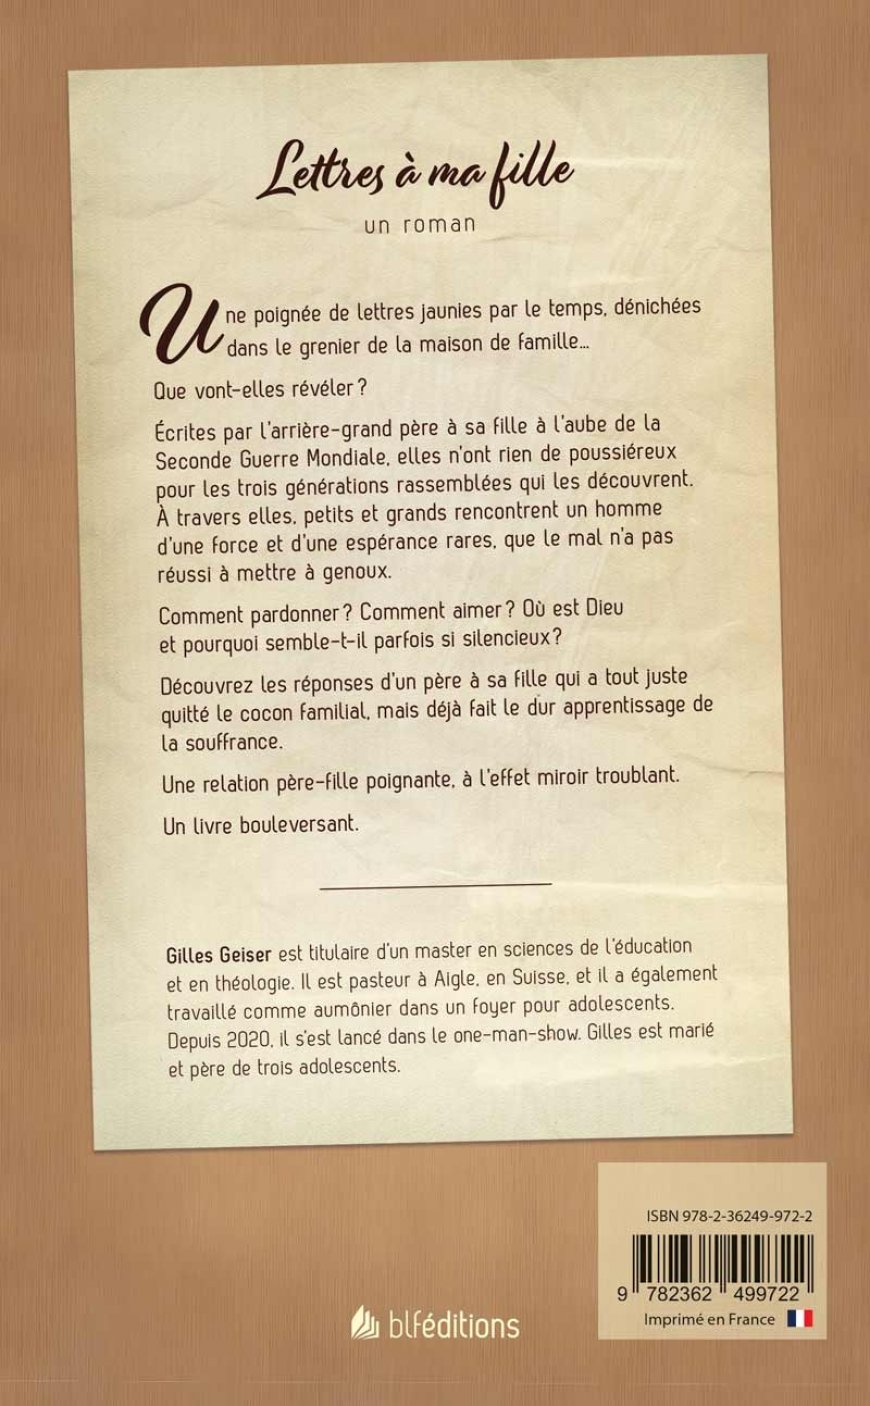 Lettres à ma fille
un roman
Une poignée de lettres jaunies par le temps, dénichées
dans le grenier de la maison de famille...
Que vont-elles révéler ?
Écrites par l'arrière-grand père à sa fille à l'aube de la
Seconde Guerre Mondiale, elles n'ont rien de poussiéreux
pour les trois générations rassemblées qui les découvrent.
À travers elles, petits et grands rencontrent un homme
d'une force et d'une espérance rares, que le mal n'a pas
réussi à mettre à genoux.
Comment pardonner ? Comment aimer ? Où est Dieu
et pourquoi semble-t-il parfois si silencieux ?
Découvrez les réponses d'un père à sa fille qui a tout juste
quitté le cocon familial, mais déjà fait le dur apprentissage de
la souffrance.
Une relation père-fille poignante, à l'effet miroir troublant.
Un livre bouleversant.
Gilles Geiser est titulaire d'un master en sciences de l'éducation
et en théologie. Il est pasteur à Aigle, en Suisse, et il a également
travaillé comme aumônier dans un foyer pour adolescents.
Depuis 2020, il s'est lancé dans le one-man-show. Gilles est marié
et père de trois adolescents.
ISBN 978-2-36249-972-2
9 782362 499722
Imprimé en France
blféditions